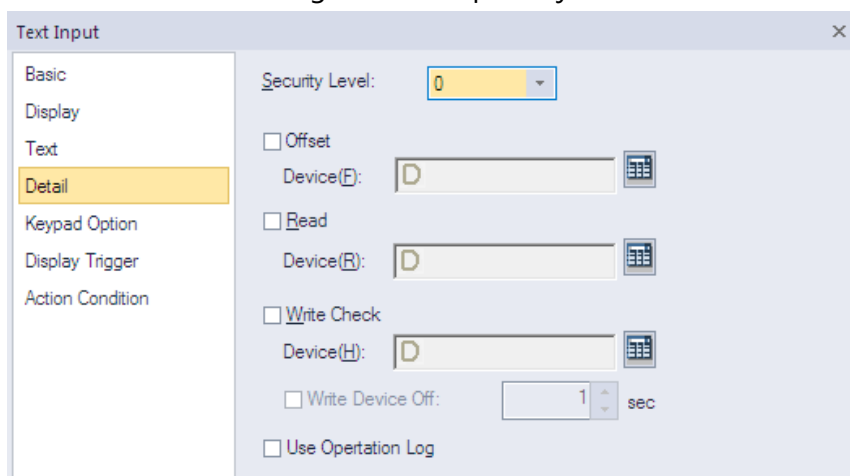 Text Input
Basic
Display
Text
Detail
Keypad Option
Display Trigger
Action Condition
Security Level: 0
Offset
Device(F): D
Read
Device(R): D
Write Check
Device(H): D
Write Device Off: 1 sec
Use Opertation Log